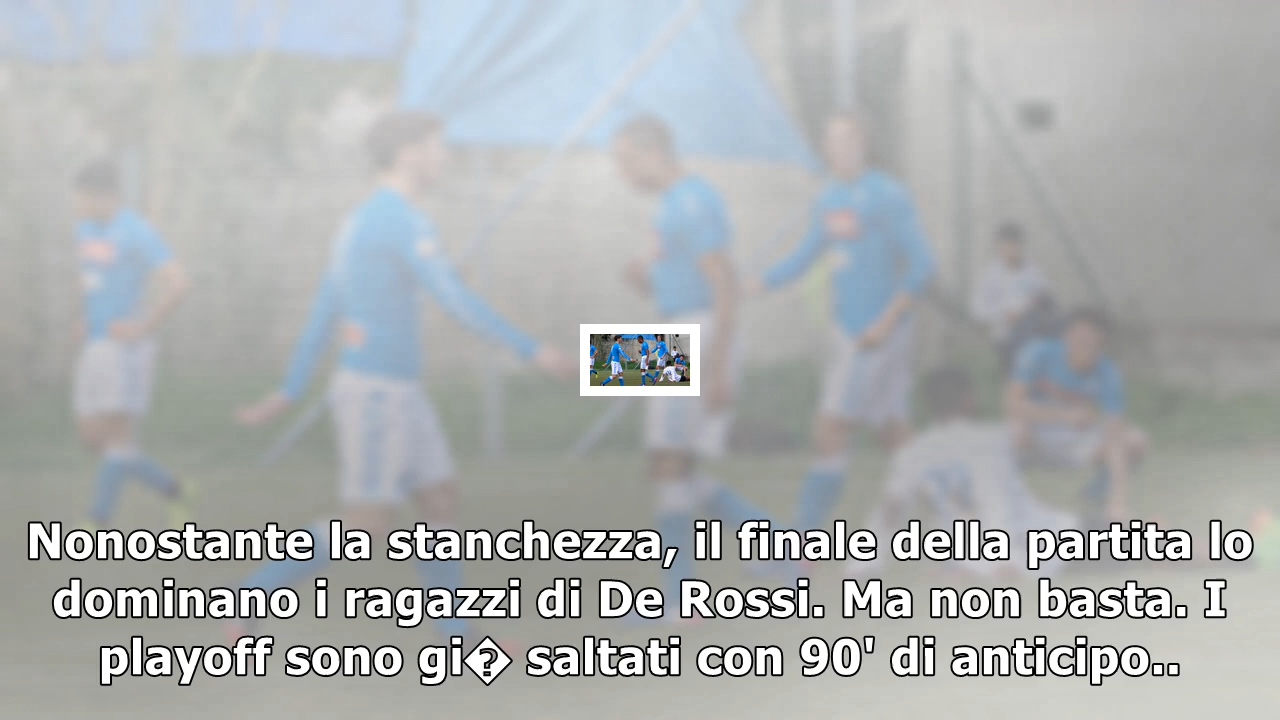 Nonostante la stanchezza, il finale della partita lo
dominano i ragazzi di De Rossi. Ma non basta. I
playoff sono gi� saltati con 90' di anticipo..